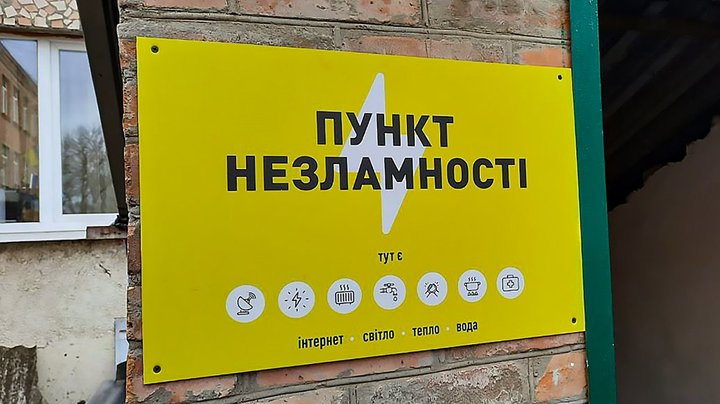 ПУНКТ
НЕЗЛАМНОСТІ
тут є
інтернет · світло · тепло · вода